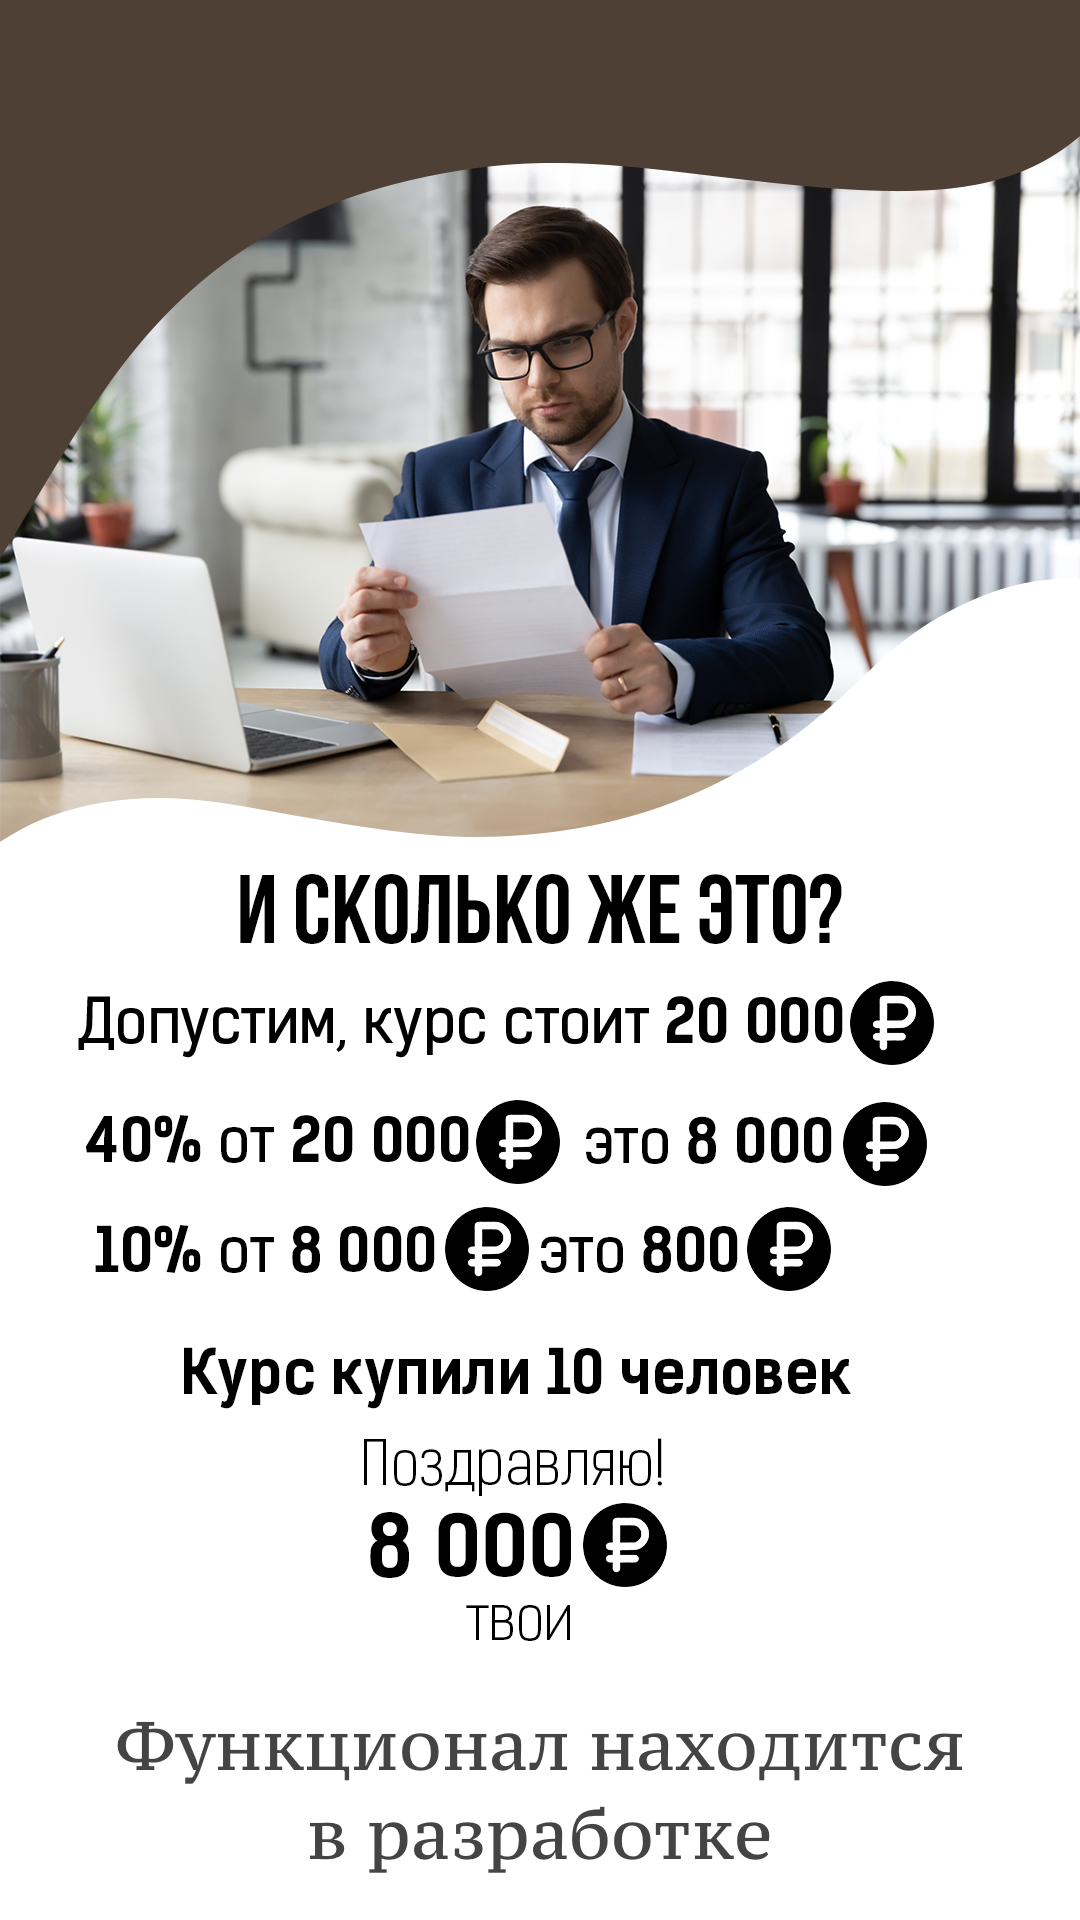 И СКОЛЬКО ЖЕ ЭТО?
Допустим, курс стоит 20 000 ₽
40% от 20 000 ₽ это 8 000 ₽
10% от 8 000 ₽ это 800 ₽
Курс купили 10 человек
Поздравляю!
8 000 ₽
ТВОИ
Функционал находится
в разработке